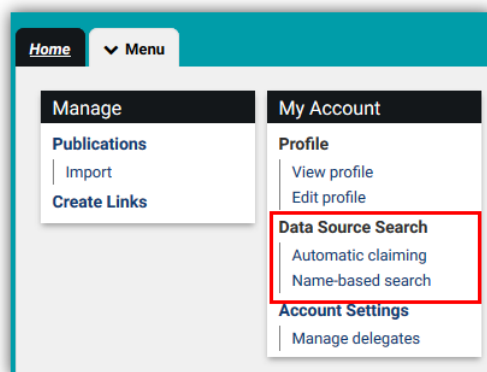 Home
Menu
Manage
Publications
Import
Create Links
My Account
Profile
View profile
Edit profile
Data Source Search
Automatic claiming
Name-based search
Account Settings
Manage delegates